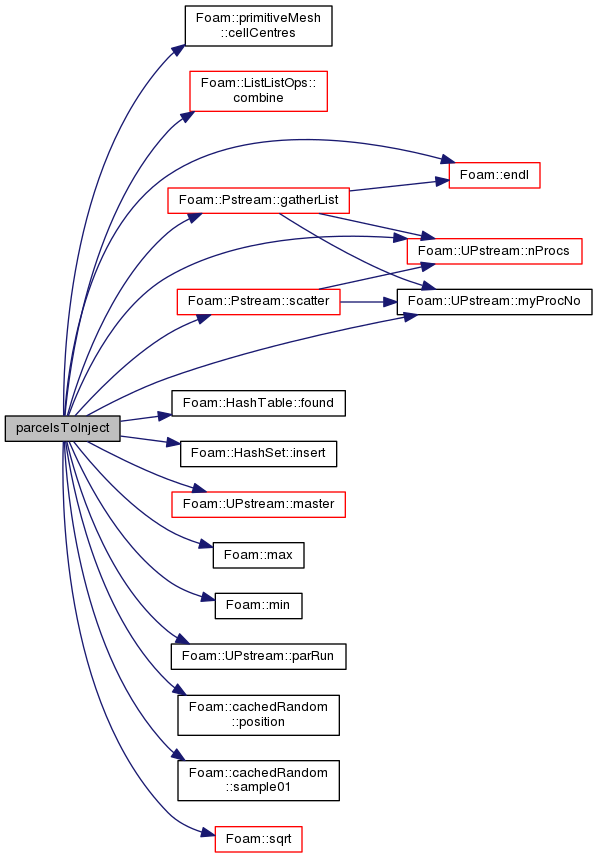 Foam::primitiveMesh
::cellCentres
Foam::ListListOps::
combine
Foam::endl
Foam::Pstream::gatherList
Foam::UPstream::nProcs
Foam::Pstream::scatter
Foam::UPstream::myProcNo
Foam::HashTable::found
parcelsToInject
Foam::HashSet::insert
Foam::UPstream::master
Foam::max
Foam::min
Foam::UPstream::parRun
Foam::cachedRandom
::position
Foam::cachedRandom
::sample01
Foam::sqrt